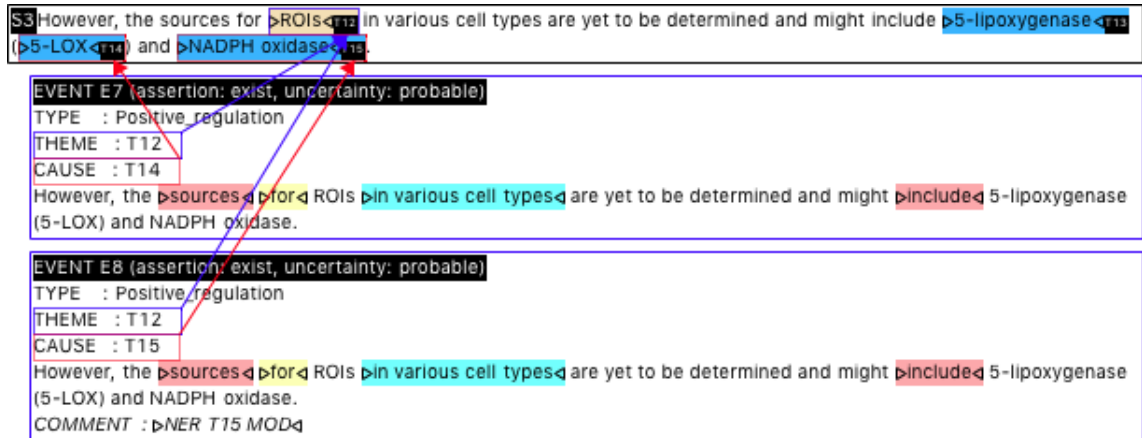 S3However, the sources for ▷ROIs◁T12 in various cell types are yet to be determined and might include ▷5-lipoxygenase◁T13
(▷5-LOX◁T14) and ▷NADPH oxidase◁T15.
EVENT E7 (assertion: exist, uncertainty: probable)
TYPE : Positive_regulation
THEME : T12
CAUSE : T14
However, the ▷sources◁ ▷for◁ ROIs ▷in various cell types◁ are yet to be determined and might ▷include◁ 5-lipoxygenase
(5-LOX) and NADPH oxidase.
EVENT E8 (assertion: exist, uncertainty: probable)
TYPE : Positive_regulation
THEME : T12
CAUSE : T15
However, the ▷sources◁ ▷for◁ ROIs ▷in various cell types◁ are yet to be determined and might ▷include◁ 5-lipoxygenase
(5-LOX) and NADPH oxidase.
COMMENT : ▷NER T15 MOD◁